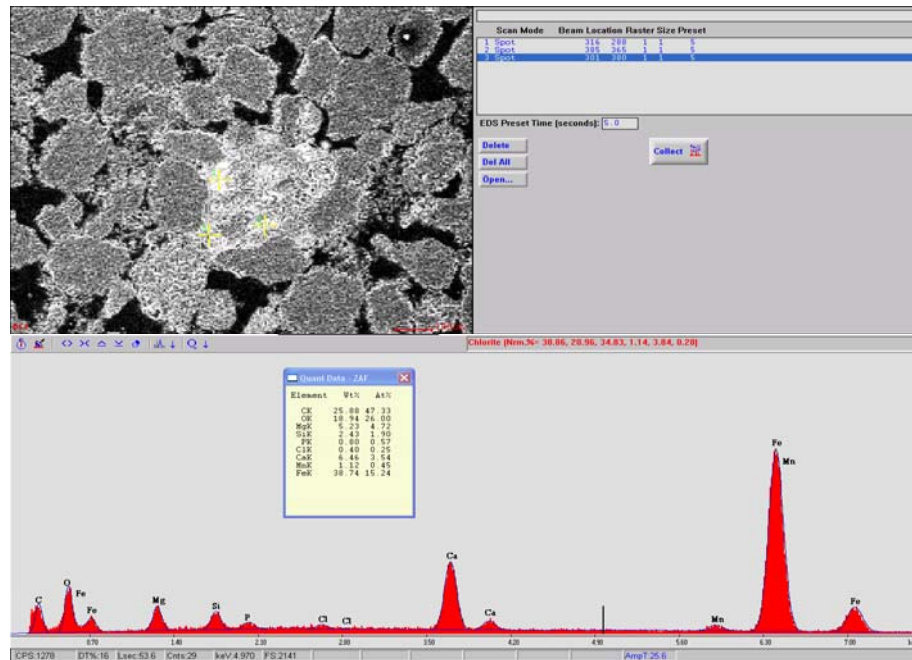 Scan Mode Beam Location Raster Size Preset
1 Spot 316 288 1 1 5
2 Spot 385 365 1 1 5
3 Spot 301 380 1 1 5
EDS Preset Time (seconds): 5.0
Delete
Collect
Del All
Open...
Chlorite (Nrm.%= 38.86, 20.96, 34.83, 1.14, 3.84, 0.28)
Quant Data - ZAF
Element Wt% At%
CK 25.88 47.33
OK 18.94 26.00
MgK 5.23 4.72
SiK 2.43 1.90
PK 0.80 0.57
ClK 0.40 0.25
CaK 6.46 3.54
MnK 1.12 0.45
FeK 38.74 15.24
Fe
Mn
Ca
O
Fe
C
Fe
Mg
Si
P
Cl
Cl
Ca
Mn
Fe
0.70 1.40 2.10 2.80 3.50 4.20 4.90 5.60 6.30 7.00
CPS:1278 DT%:16 Lsec:53.6 Cnts:29 keV:4.970 FS:2141 AmpT:25.6